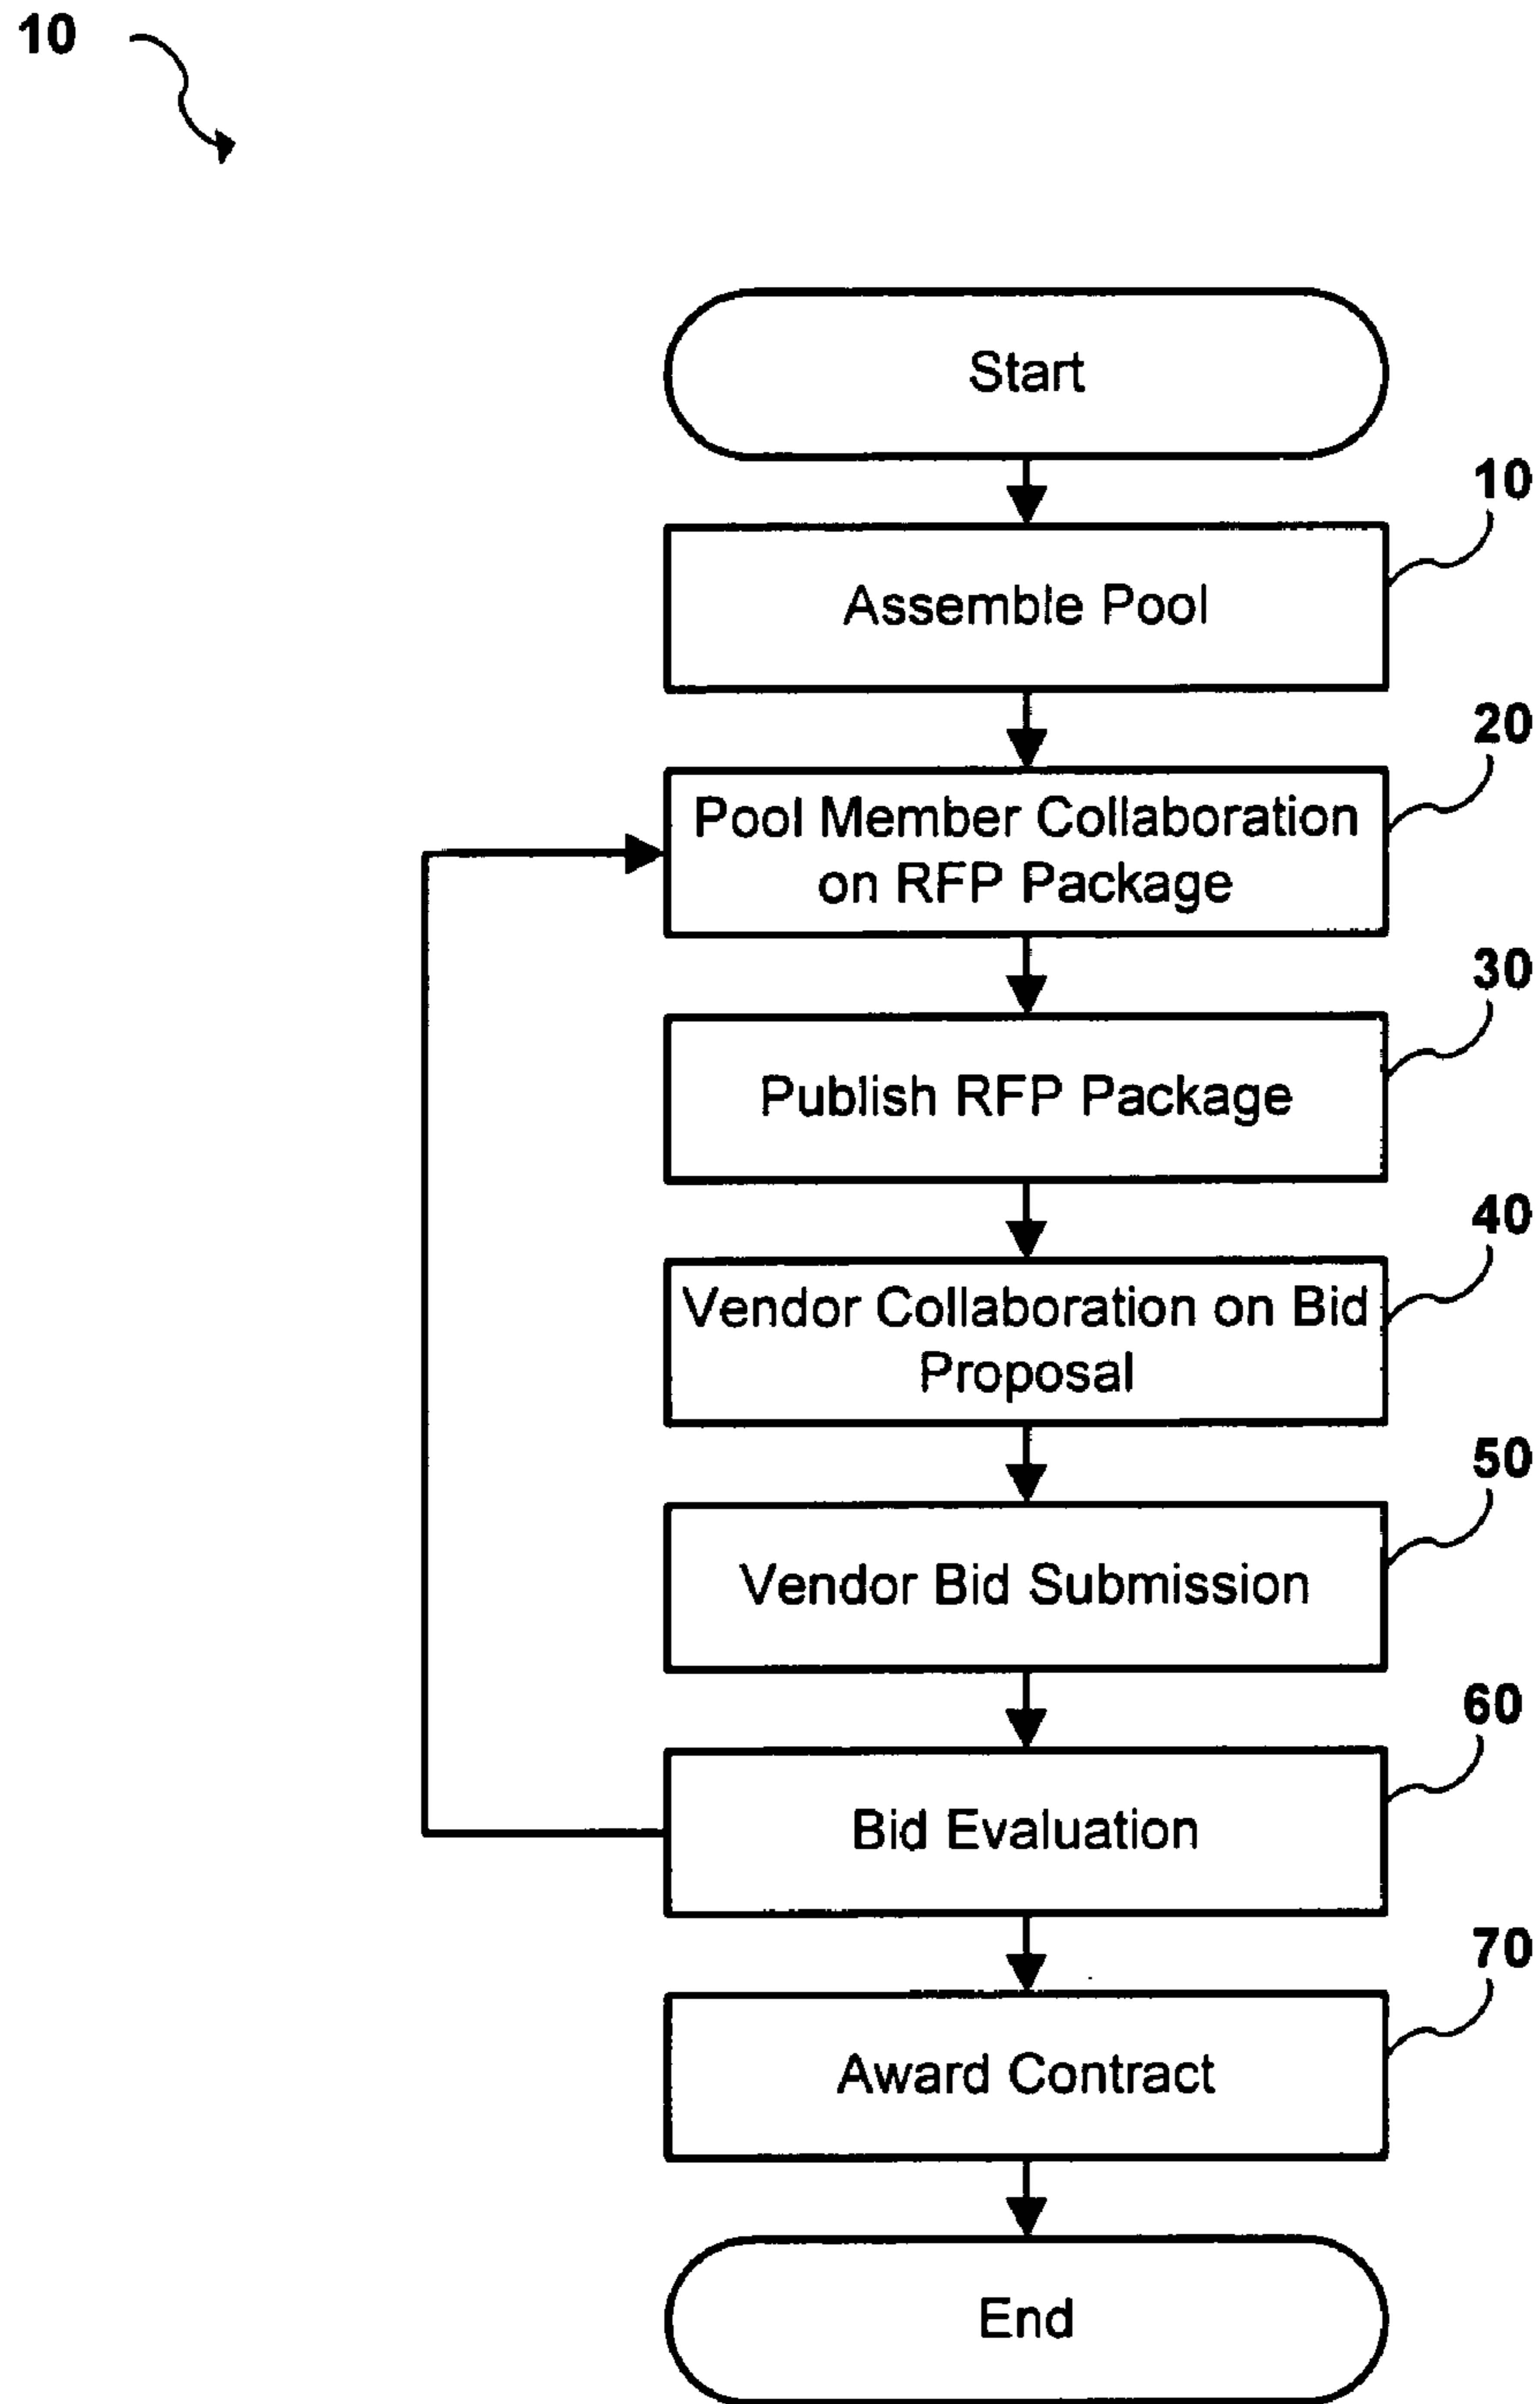 10
Start
10
Assemble Pool
20
Pool Member Collaboration
on RFP Package
30
Publish RFP Package
40
Vendor Collaboration on Bid
Proposal
50
Vendor Bid Submission
60
Bid Evaluation
70
Award Contract
End